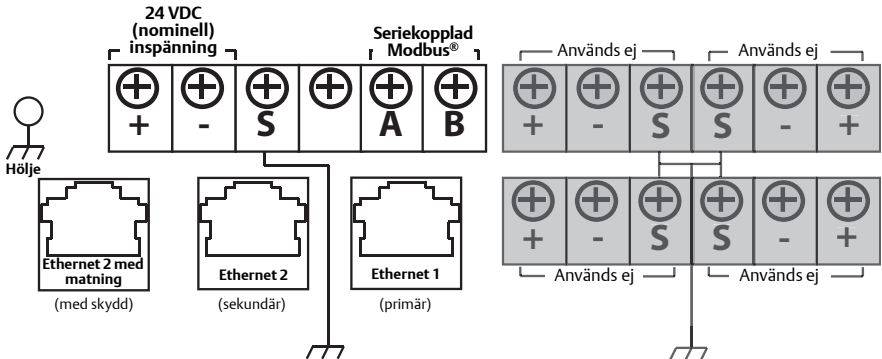 24 VDC
(nominell)
inspänning
Seriekopplad
Modbus®
Används ej
Används ej
+ - S A B
+ - S S - +
Hölje
Ethernet 2 med
matning
(med skydd)
Ethernet 2
(sekundär)
Ethernet 1
(primär)
+ - S S - +
Används ej
Används ej